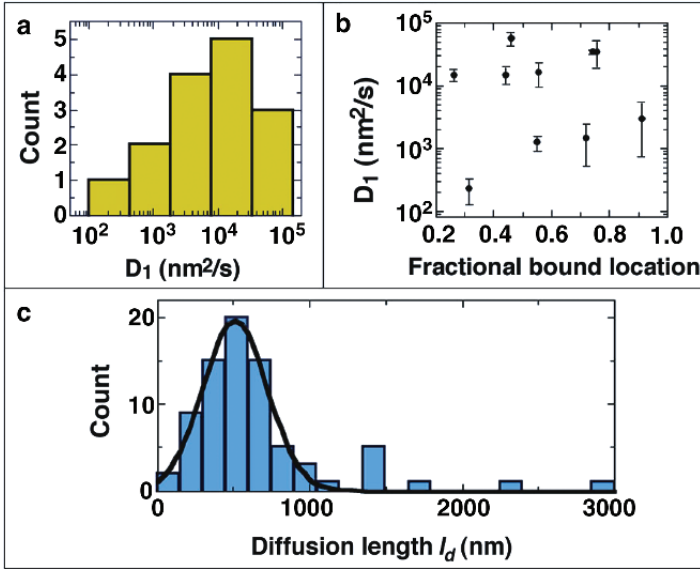 a
5
4
3
2
1
0
Count
10² 10³ 10⁴ 10⁵
D₁ (nm²/s)
b
10⁵
10⁴
10³
10²
D₁ (nm²/s)
0.2 0.4 0.6 0.8 1.0
Fractional bound location
c
20
10
0
Count
0 1000 2000 3000
Diffusion length l_d (nm)